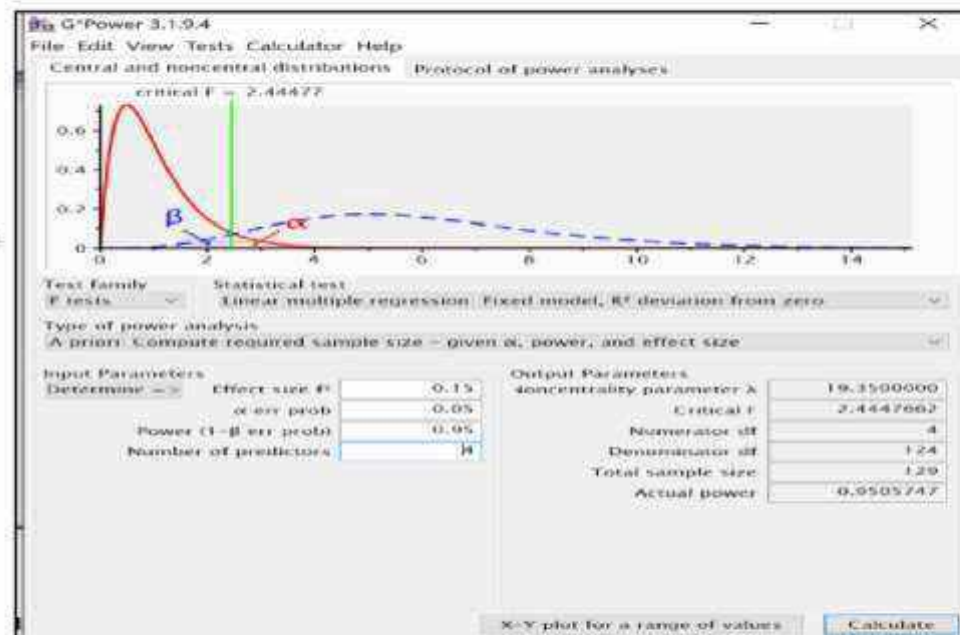 G*Power 3.1.9.4
File Edit View Tests Calculator Help
Central and noncentral distributions Protocol of power analyses
critical F = 2.44477
0.6
0.4
0.2
0
β
α
0 2 4 6 8 10 12 14
Test family Statistical test
F tests Linear multiple regression: Fixed model, R² deviation from zero
Type of power analysis
A priori: Compute required sample size – given α, power, and effect size
Input Parameters Output Parameters
Determine => Effect size f² 0.15 Noncentrality parameter λ 19.3500000
α err prob 0.05 Critical F 2.4447662
Power (1-β err prob) 0.95 Numerator df 4
Number of predictors 4 Denominator df 124
Total sample size 129
Actual power 0.9505747
X-Y plot for a range of values Calculate